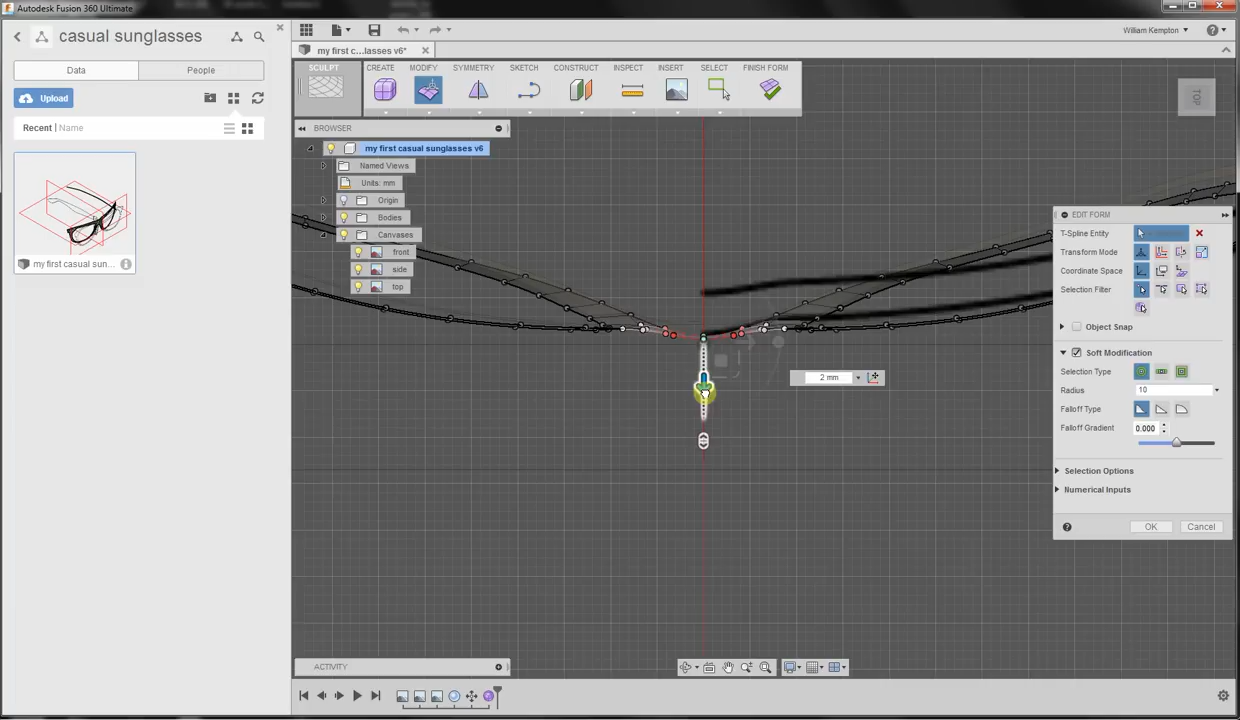 Autodesk Fusion 360 Ultimate
casual sunglasses
William Kempton
my first c...lasses v6*
Data
People
Upload
Recent | Name
my first casual sun...
SCULPT
CREATE
MODIFY
SYMMETRY
SKETCH
CONSTRUCT
INSPECT
INSERT
SELECT
FINISH FORM
TOP
BROWSER
my first casual sunglasses v6
Named Views
Units: mm
Origin
Bodies
Canvases
front
side
top
2 mm
EDIT FORM
T-Spline Entity
Transform Mode
Coordinate Space
Selection Filter
Object Snap
Soft Modification
Selection Type
Radius
10
Falloff Type
Falloff Gradient
0.000
Selection Options
Numerical Inputs
OK
Cancel
ACTIVITY